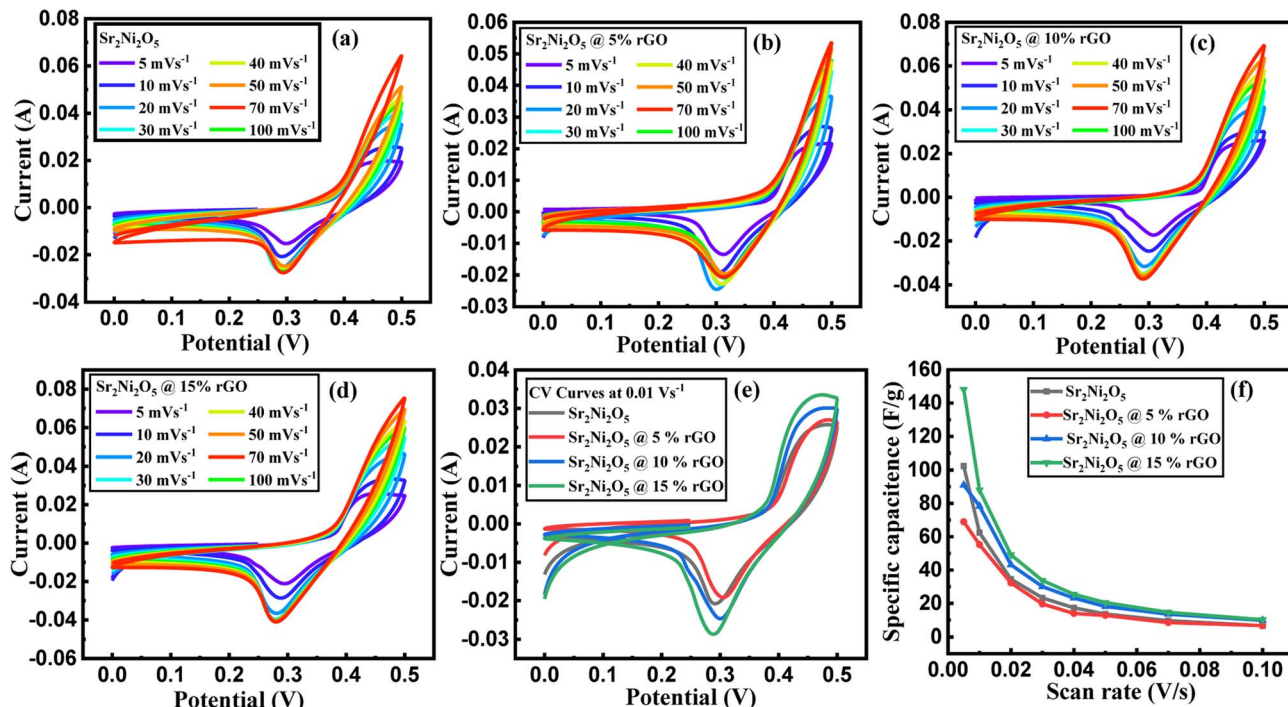 Sr₂Ni₂O₅
(a)
5 mVs⁻¹ 40 mVs⁻¹
10 mVs⁻¹ 50 mVs⁻¹
20 mVs⁻¹ 70 mVs⁻¹
30 mVs⁻¹ 100 mVs⁻¹
Current (A)
0.08
0.06
0.04
0.02
0.00
-0.02
-0.04
0.0 0.1 0.2 0.3 0.4 0.5
Potential (V)
Sr₂Ni₂O₅ @ 5% rGO
(b)
5 mVs⁻¹ 40 mVs⁻¹
10 mVs⁻¹ 50 mVs⁻¹
20 mVs⁻¹ 70 mVs⁻¹
30 mVs⁻¹ 100 mVs⁻¹
Current (A)
0.06
0.05
0.04
0.03
0.02
0.01
0.00
-0.01
-0.02
-0.03
0.0 0.1 0.2 0.3 0.4 0.5
Potential (V)
Sr₂Ni₂O₅ @ 10% rGO
(c)
5 mVs⁻¹ 40 mVs⁻¹
10 mVs⁻¹ 50 mVs⁻¹
20 mVs⁻¹ 70 mVs⁻¹
30 mVs⁻¹ 100 mVs⁻¹
Current (A)
0.08
0.06
0.04
0.02
0.00
-0.02
-0.04
0.0 0.1 0.2 0.3 0.4 0.5
Potential (V)
Sr₂Ni₂O₅ @ 15% rGO
(d)
5 mVs⁻¹ 40 mVs⁻¹
10 mVs⁻¹ 50 mVs⁻¹
20 mVs⁻¹ 70 mVs⁻¹
30 mVs⁻¹ 100 mVs⁻¹
Current (A)
0.08
0.06
0.04
0.02
0.00
-0.02
-0.04
-0.06
0.0 0.1 0.2 0.3 0.4 0.5
Potential (V)
CV Curves at 0.01 Vs⁻¹
(e)
Sr₂Ni₂O₅
Sr₂Ni₂O₅ @ 5 % rGO
Sr₂Ni₂O₅ @ 10 % rGO
Sr₂Ni₂O₅ @ 15 % rGO
Current (A)
0.04
0.03
0.02
0.01
0.00
-0.01
-0.02
-0.03
0.0 0.1 0.2 0.3 0.4 0.5
Potential (V)
(f)
Sr₂Ni₂O₅
Sr₂Ni₂O₅ @ 5 % rGO
Sr₂Ni₂O₅ @ 10 % rGO
Sr₂Ni₂O₅ @ 15 % rGO
Specific capacitence (F/g)
160
140
120
100
80
60
40
20
0
0.00 0.02 0.04 0.06 0.08 0.10
Scan rate (V/s)